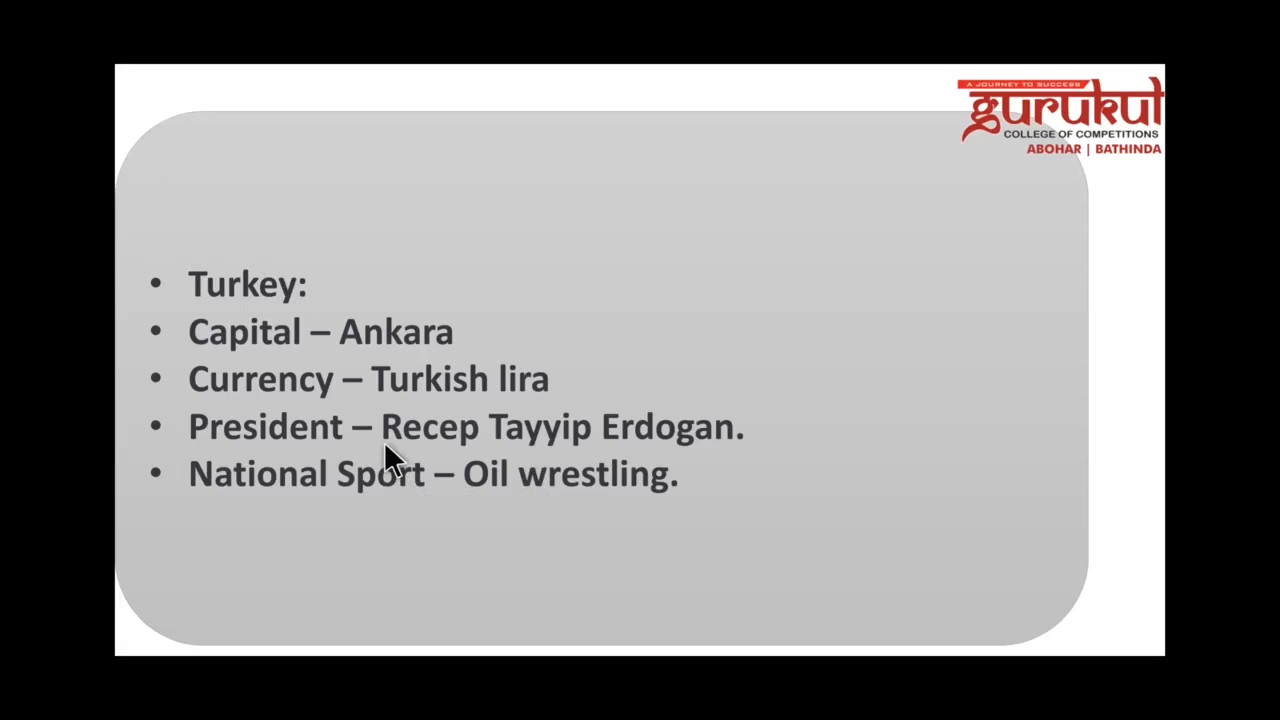 A JOURNEY TO SUCCESS
gurukul
COLLEGE OF COMPETITIONS
ABOHAR | BATHINDA
• Turkey:
• Capital – Ankara
• Currency – Turkish lira
• President – Recep Tayyip Erdogan.
• National Sport – Oil wrestling.